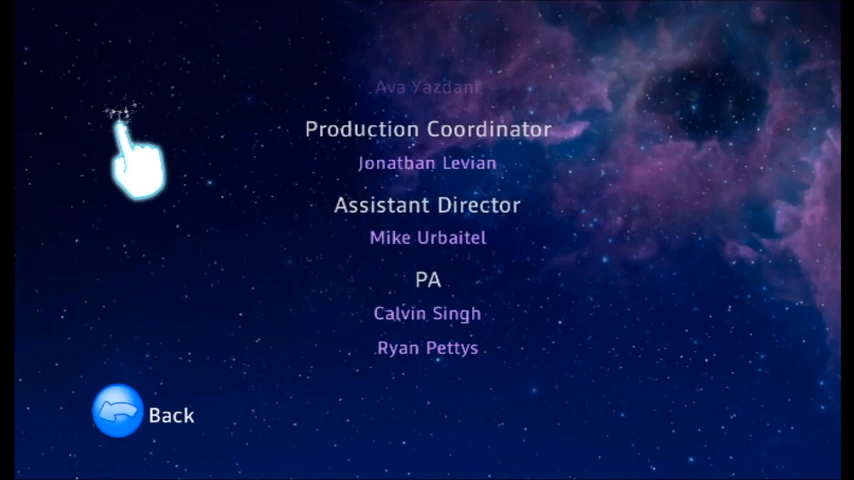 Ava Yazdani
Production Coordinator
Jonathan Levian
Assistant Director
Mike Urbaitel
PA
Calvin Singh
Ryan Pettys
Back